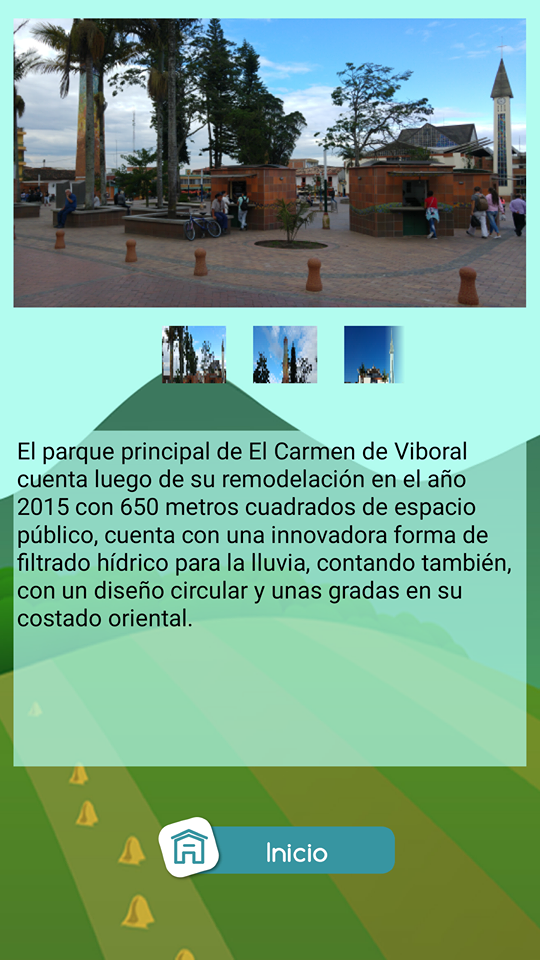 El parque principal de El Carmen de Viboral
cuenta luego de su remodelación en el año
2015 con 650 metros cuadrados de espacio
público, cuenta con una innovadora forma de
filtrado hídrico para la lluvia, contando también,
con un diseño circular y unas gradas en su
costado oriental.
Inicio